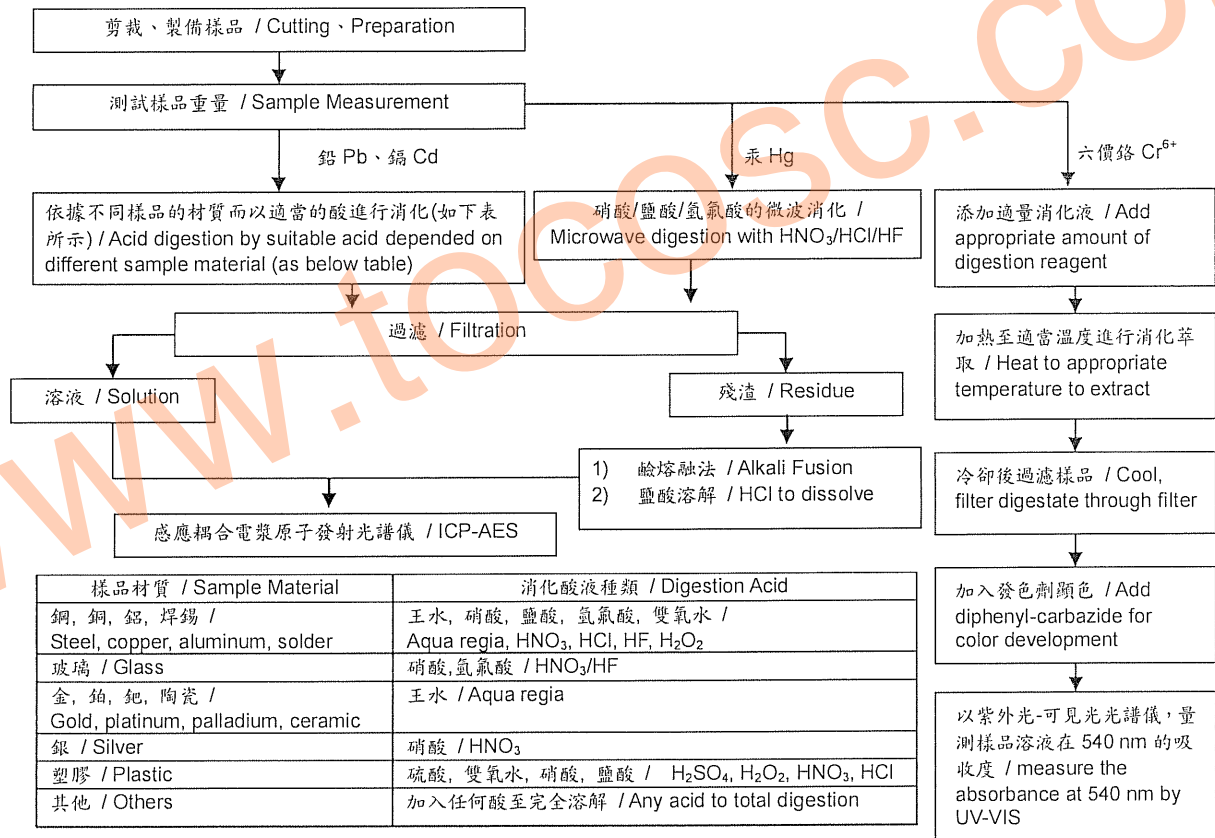 剪裁、製備樣品 / Cutting、Preparation
測試樣品重量 / Sample Measurement
鉛 Pb、鎘 Cd
汞 Hg
六價鉻 Cr⁶⁺
依據不同樣品的材質而以適當的酸進行消化(如下表
所示) / Acid digestion by suitable acid depended on
different sample material (as below table)
硝酸/鹽酸/氫氟酸的微波消化 /
Microwave digestion with HNO₃/HCl/HF
添加適量消化液 / Add
appropriate amount of
digestion reagent
過濾 / Filtration
加熱至適當溫度進行消化萃
取 / Heat to appropriate
temperature to extract
溶液 / Solution
殘渣 / Residue
1) 鹼熔融法 / Alkali Fusion
2) 鹽酸溶解 / HCl to dissolve
冷卻後過濾樣品 / Cool,
filter digestate through filter
感應耦合電漿原子發射光譜儀 / ICP-AES
加入發色劑顯色 / Add
diphenyl-carbazide for
color development
以紫外光-可見光光譜儀，量
測樣品溶液在 540 nm 的吸
收度 / measure the
absorbance at 540 nm by
UV-VIS
樣品材質 / Sample Material
消化酸液種類 / Digestion Acid
鋼, 銅, 鋁, 焊錫 /
Steel, copper, aluminum, solder
王水, 硝酸, 鹽酸, 氫氟酸, 雙氧水 /
Aqua regia, HNO₃, HCl, HF, H₂O₂
玻璃 / Glass
硝酸,氫氟酸 / HNO₃/HF
金, 鉑, 鈀, 陶瓷 /
Gold, platinum, palladium, ceramic
王水 / Aqua regia
銀 / Silver
硝酸 / HNO₃
塑膠 / Plastic
硫酸, 雙氧水, 硝酸, 鹽酸 / H₂SO₄, H₂O₂, HNO₃, HCl
其他 / Others
加入任何酸至完全溶解 / Any acid to total digestion
www.tocosc.co